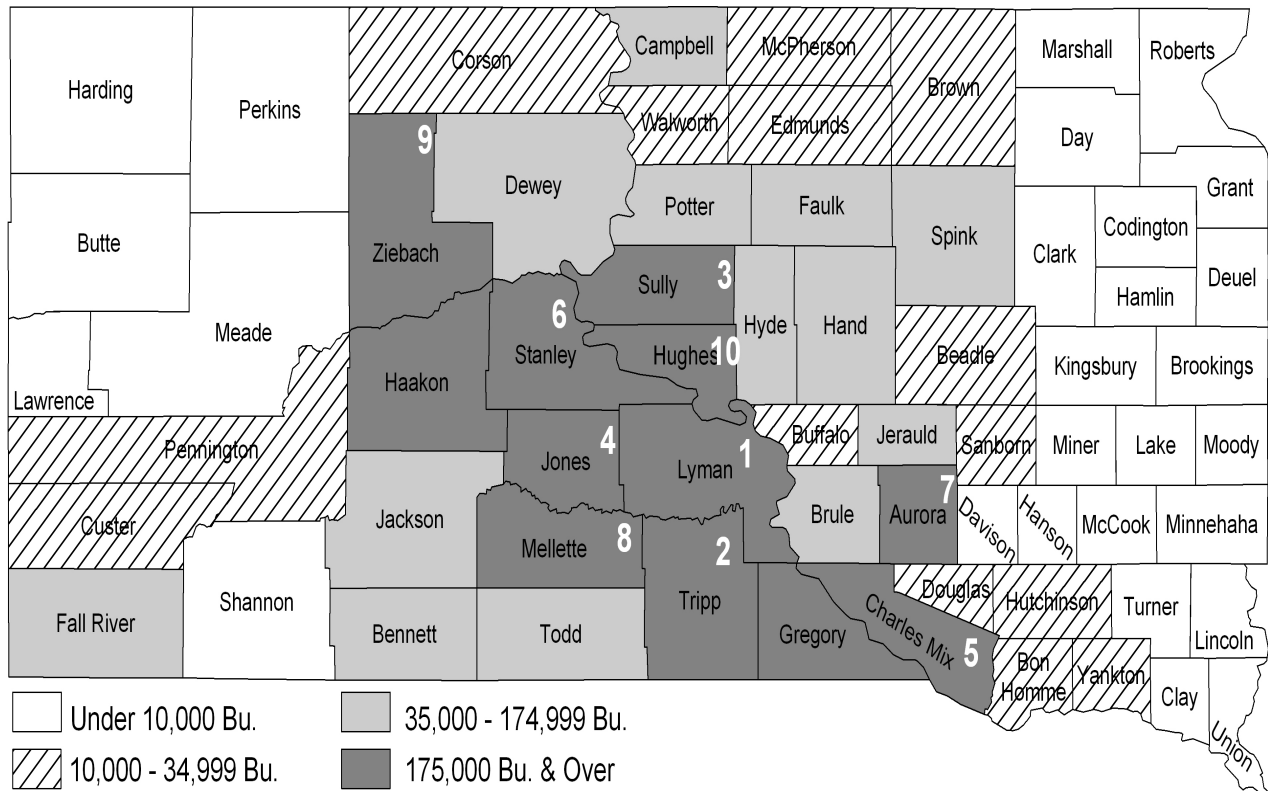 Harding
Perkins
Corson
Campbell
McPherson
Brown
Marshall
Roberts
Walworth
Edmunds
Day
9
Dewey
Potter
Faulk
Spink
Grant
Codington
Clark
Butte
Ziebach
Sully
3
Hamlin
Deuel
Meade
6
Stanley
Hughes
10
Hyde
Hand
Beadle
Kingsbury
Brookings
Haakon
Lawrence
Pennington
4
Jones
Lyman
1
Buffalo
Jerauld
Sanborn
Miner
Lake
Moody
Custer
Jackson
Mellette
8
2
Brule
7
Aurora
Davison
Hanson
McCook
Minnehaha
Fall River
Shannon
Bennett
Todd
Tripp
Gregory
Charles Mix
5
Douglas
Hutchinson
Turner
Lincoln
Bon
Homme
Yankton
Clay
Union
Under 10,000 Bu.
35,000 - 174,999 Bu.
10,000 - 34,999 Bu.
175,000 Bu. & Over